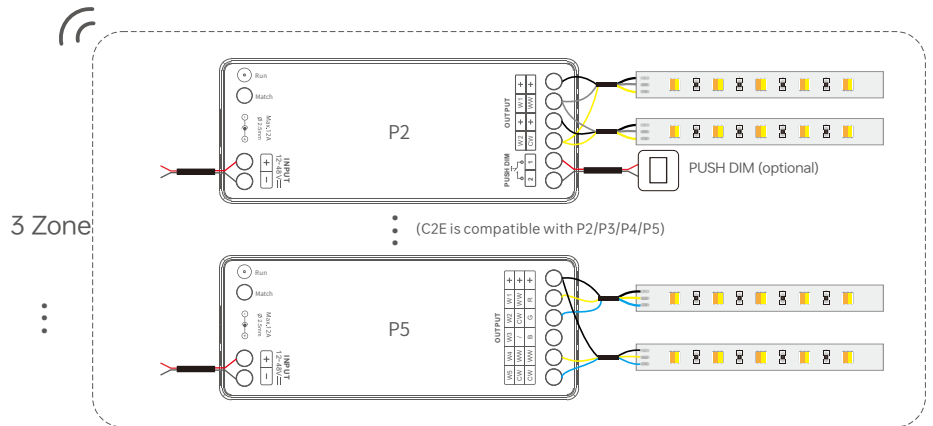 3 Zone
Run
Match
Max.12A
Ø 2.5mm
+
−
INPUT
12~48V
P2
OUTPUT
+ +
W1 WW
+ +
W2 CW
PUSH DIM
1
2
PUSH DIM (optional)
(C2E is compatible with P2/P3/P4/P5)
Run
Match
Max.12A
Ø 2.5mm
+
−
INPUT
12~48V
P5
OUTPUT
+ + +
W1 WW R
W2 CW G
W3 / B
W4 WW WW
W5 CW CW